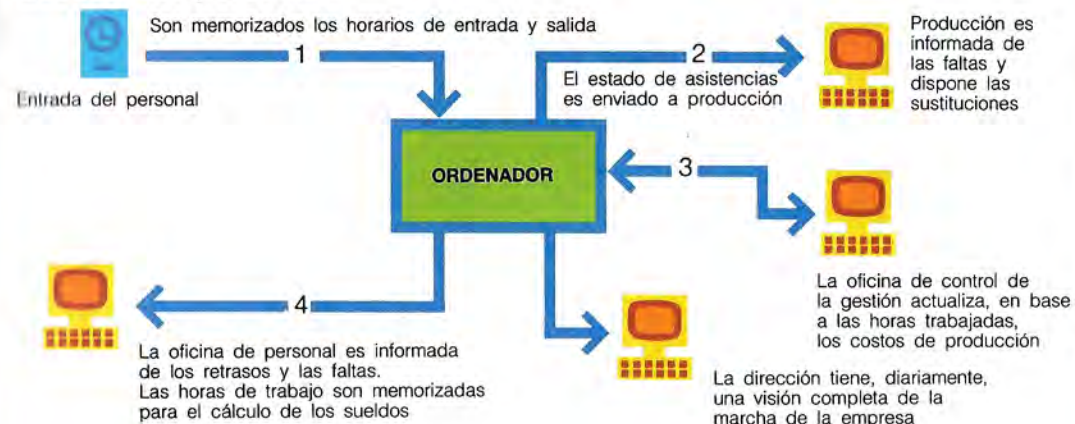 Son memorizados los horarios de entrada y salida
1
Entrada del personal
2
El estado de asistencias
es enviado a producción
Producción es
informada de
las faltas y
dispone las
sustituciones
ORDENADOR
3
La oficina de control de
la gestión actualiza, en base
a las horas trabajadas,
los costos de producción
4
La oficina de personal es informada
de los retrasos y las faltas.
Las horas de trabajo son memorizadas
para el cálculo de los sueldos
La dirección tiene, diariamente,
una visión completa de la
marcha de la empresa